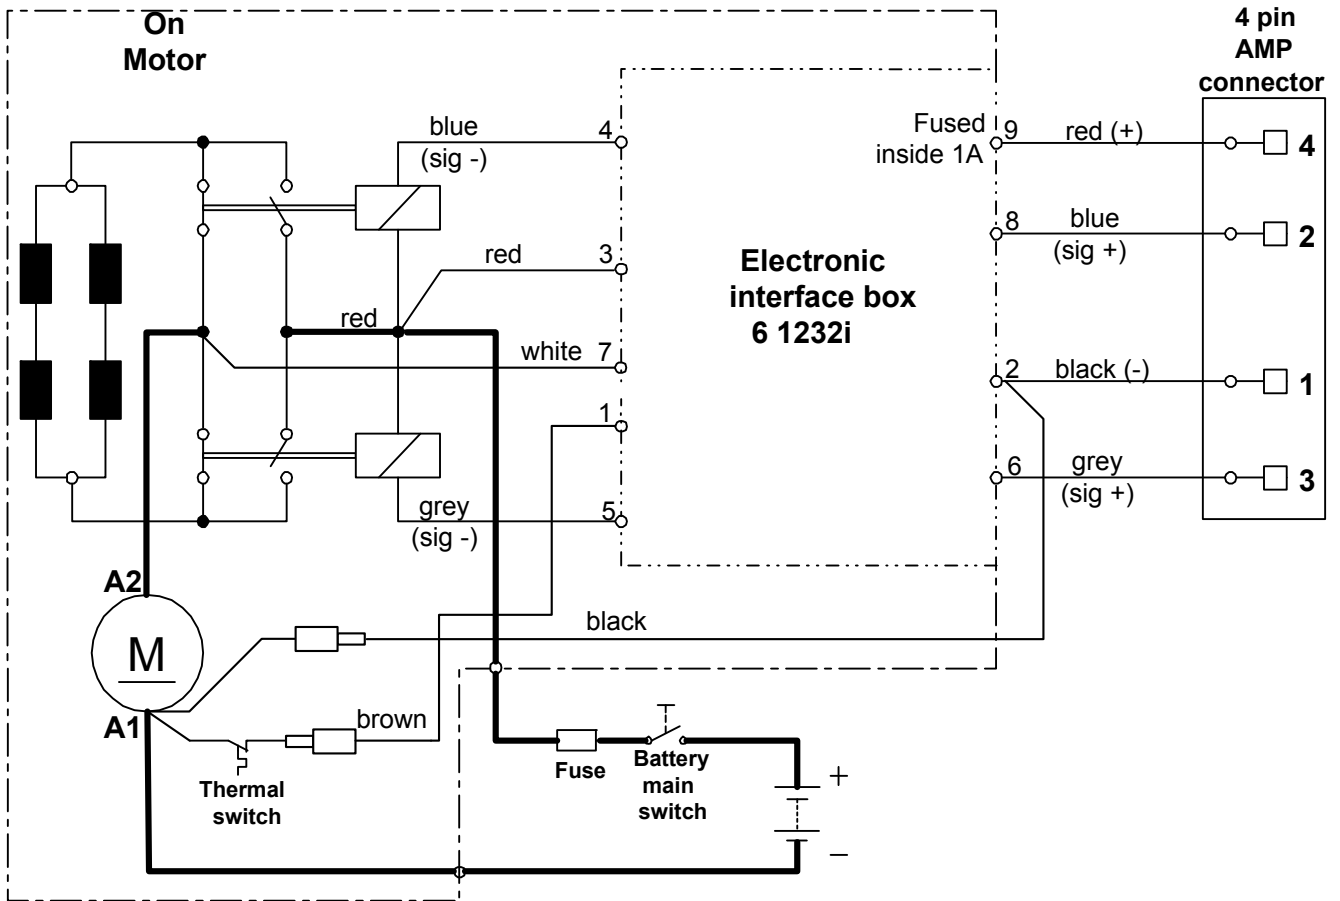 On
Motor
4 pin
AMP
connector
blue
(sig -)
4
Fused
inside 1A
9
red (+)
4
8
blue
(sig +)
2
red
3
Electronic
interface box
6 1232i
red
white
7
2
black (-)
1
1
6
grey
(sig +)
3
grey
(sig -)
5
A2
M
A1
black
brown
Thermal
switch
Fuse
Battery
main
switch
+
–